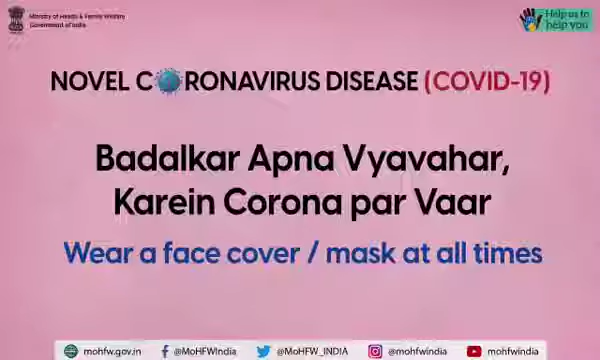 Ministry of Health & Family Welfare
Government of India
Help us to
help you
NOVEL CORONAVIRUS DISEASE (COVID-19)
Badalkar Apna Vyavahar,
Karein Corona par Vaar
Wear a face cover / mask at all times
mohfw.gov.in @MoHFWIndia @MoHFW_INDIA @mohfwindia mohfwindia